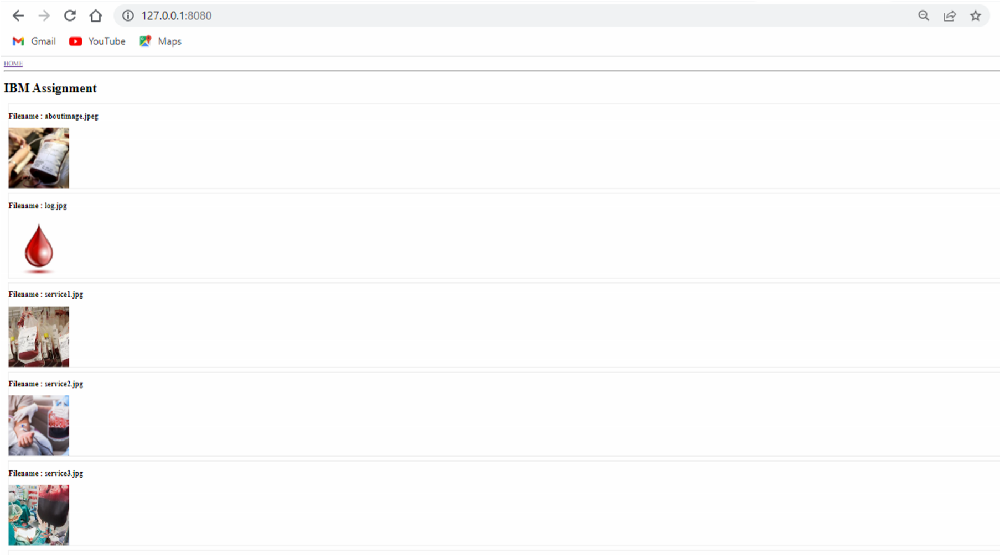 127.0.0.1:8080
Gmail YouTube Maps
HOME
IBM Assignment
Filename : aboutimage.jpeg
Filename : log.jpg
Filename : service1.jpg
Filename : service2.jpg
Filename : service3.jpg